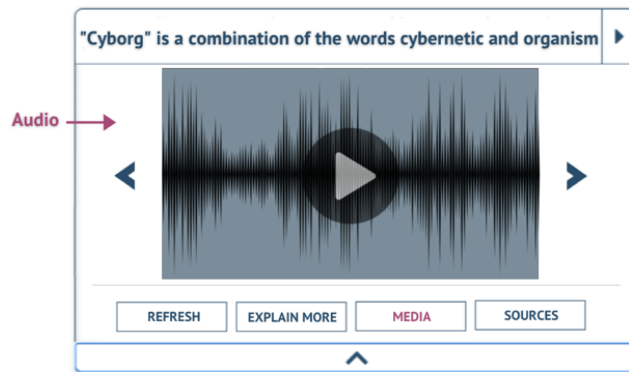 "Cyborg" is a combination of the words cybernetic and organism
Audio
REFRESH
EXPLAIN MORE
MEDIA
SOURCES